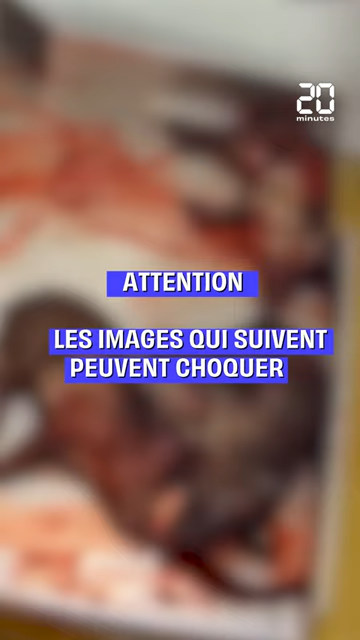 20
minutes
ATTENTION
LES IMAGES QUI SUIVENT
PEUVENT CHOQUER